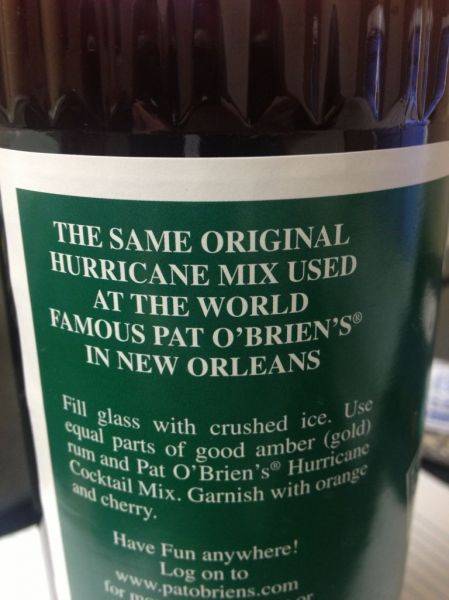 THE SAME ORIGINAL
HURRICANE MIX USED
AT THE WORLD
FAMOUS PAT O'BRIEN'S®
IN NEW ORLEANS
Fill glass with crushed ice. Use
equal parts of good amber (gold)
rum and Pat O'Brien's® Hurricane
Cocktail Mix. Garnish with orange
and cherry.
Have Fun anywhere!
Log on to
www.patobriens.com
for